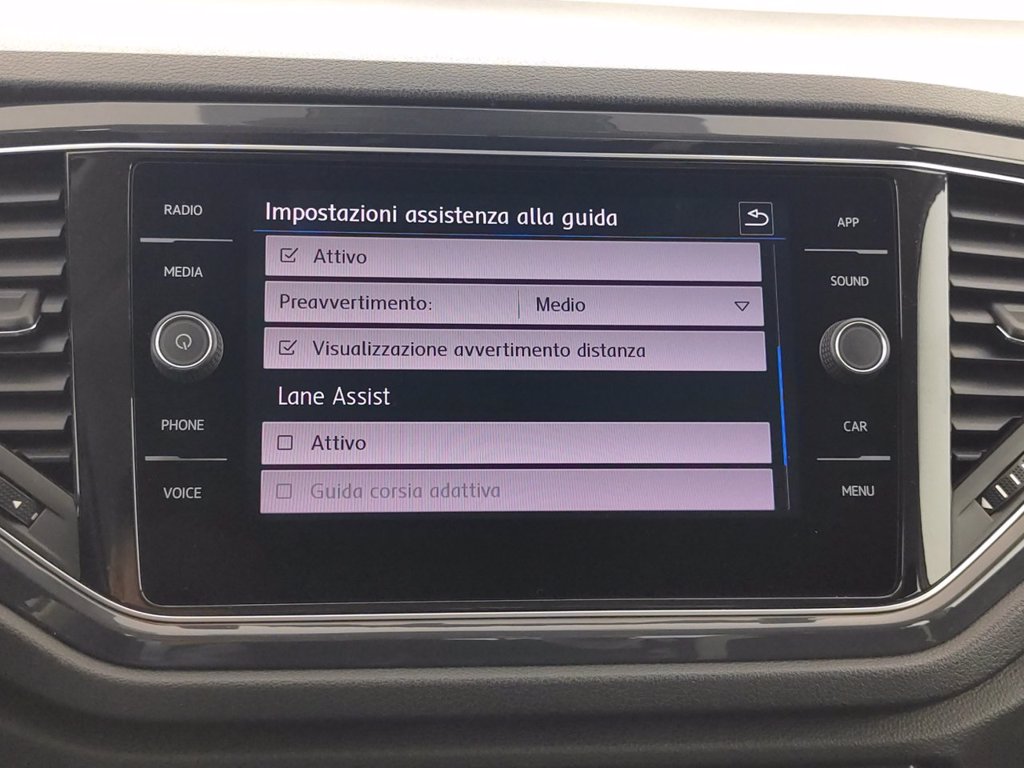 RADIO
MEDIA
PHONE
VOICE
Impostazioni assistenza alla guida
Attivo
Preavvertimento: Medio
Visualizzazione avvertimento distanza
Lane Assist
Attivo
Guida corsia adattiva
APP
SOUND
CAR
MENU